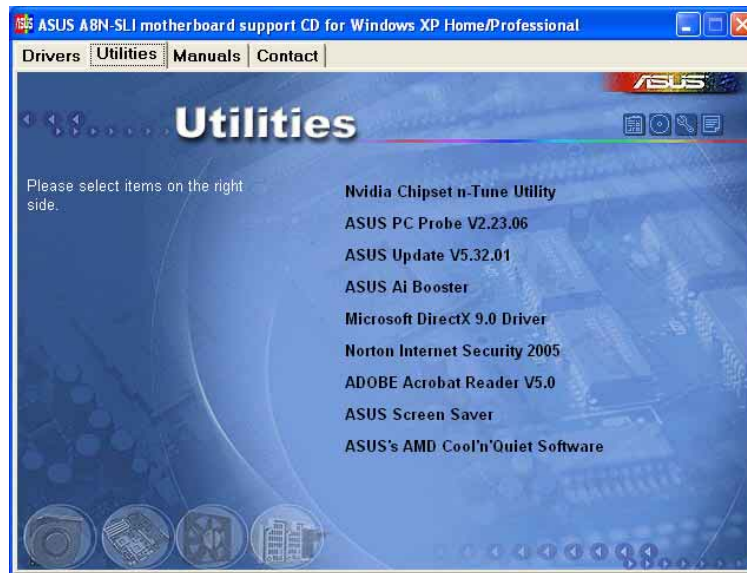 ASUS A8N-SLI motherboard support CD for Windows XP Home/Professional
Drivers Utilities Manuals Contact
ASUS
Utilities
Please select items on the right
side.
Nvidia Chipset n-Tune Utility
ASUS PC Probe V2.23.06
ASUS Update V5.32.01
ASUS Ai Booster
Microsoft DirectX 9.0 Driver
Norton Internet Security 2005
ADOBE Acrobat Reader V5.0
ASUS Screen Saver
ASUS's AMD Cool'n'Quiet Software